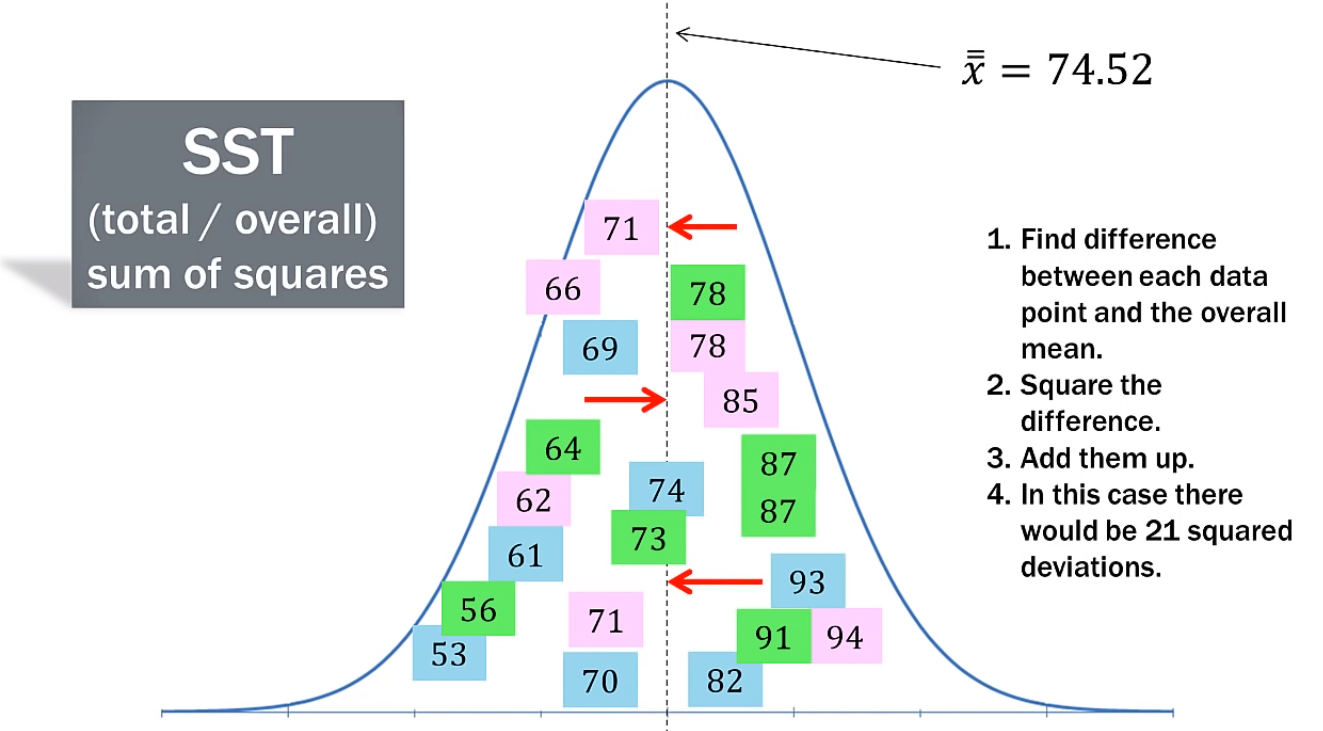 x̿ = 74.52
SST
(total / overall)
sum of squares
71
66
78
69
78
85
64
87
62
74
87
73
61
93
56
71
91
94
53
70
82
1. Find difference
between each data
point and the overall
mean.
2. Square the
difference.
3. Add them up.
4. In this case there
would be 21 squared
deviations.